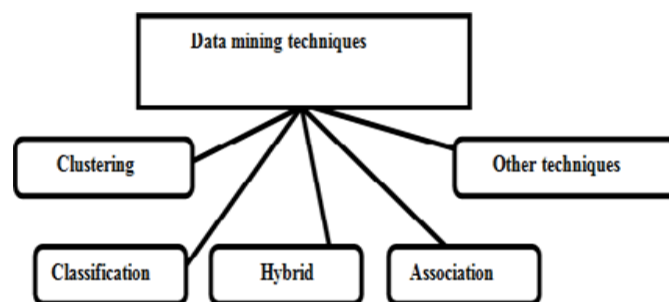 Data mining techniques
Clustering
Other techniques
Classification
Hybrid
Association